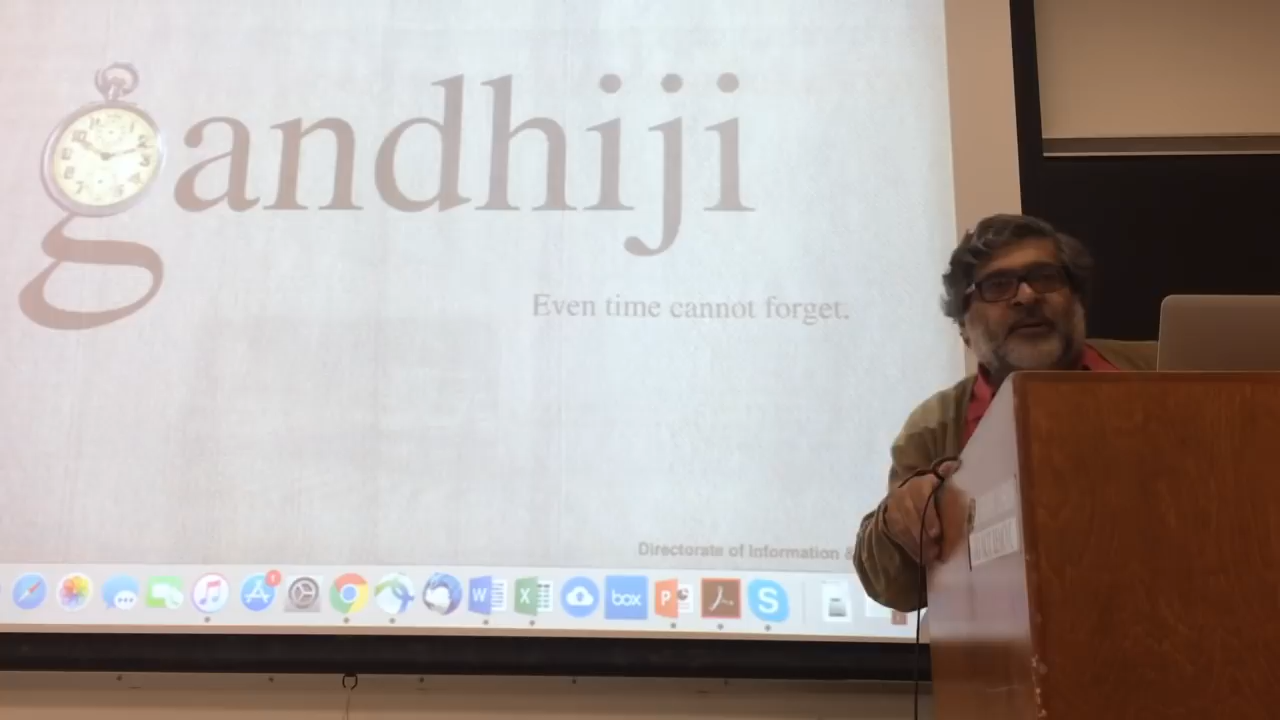 gandhiji
Even time cannot forget.
Directorate of Information &
W X box P S